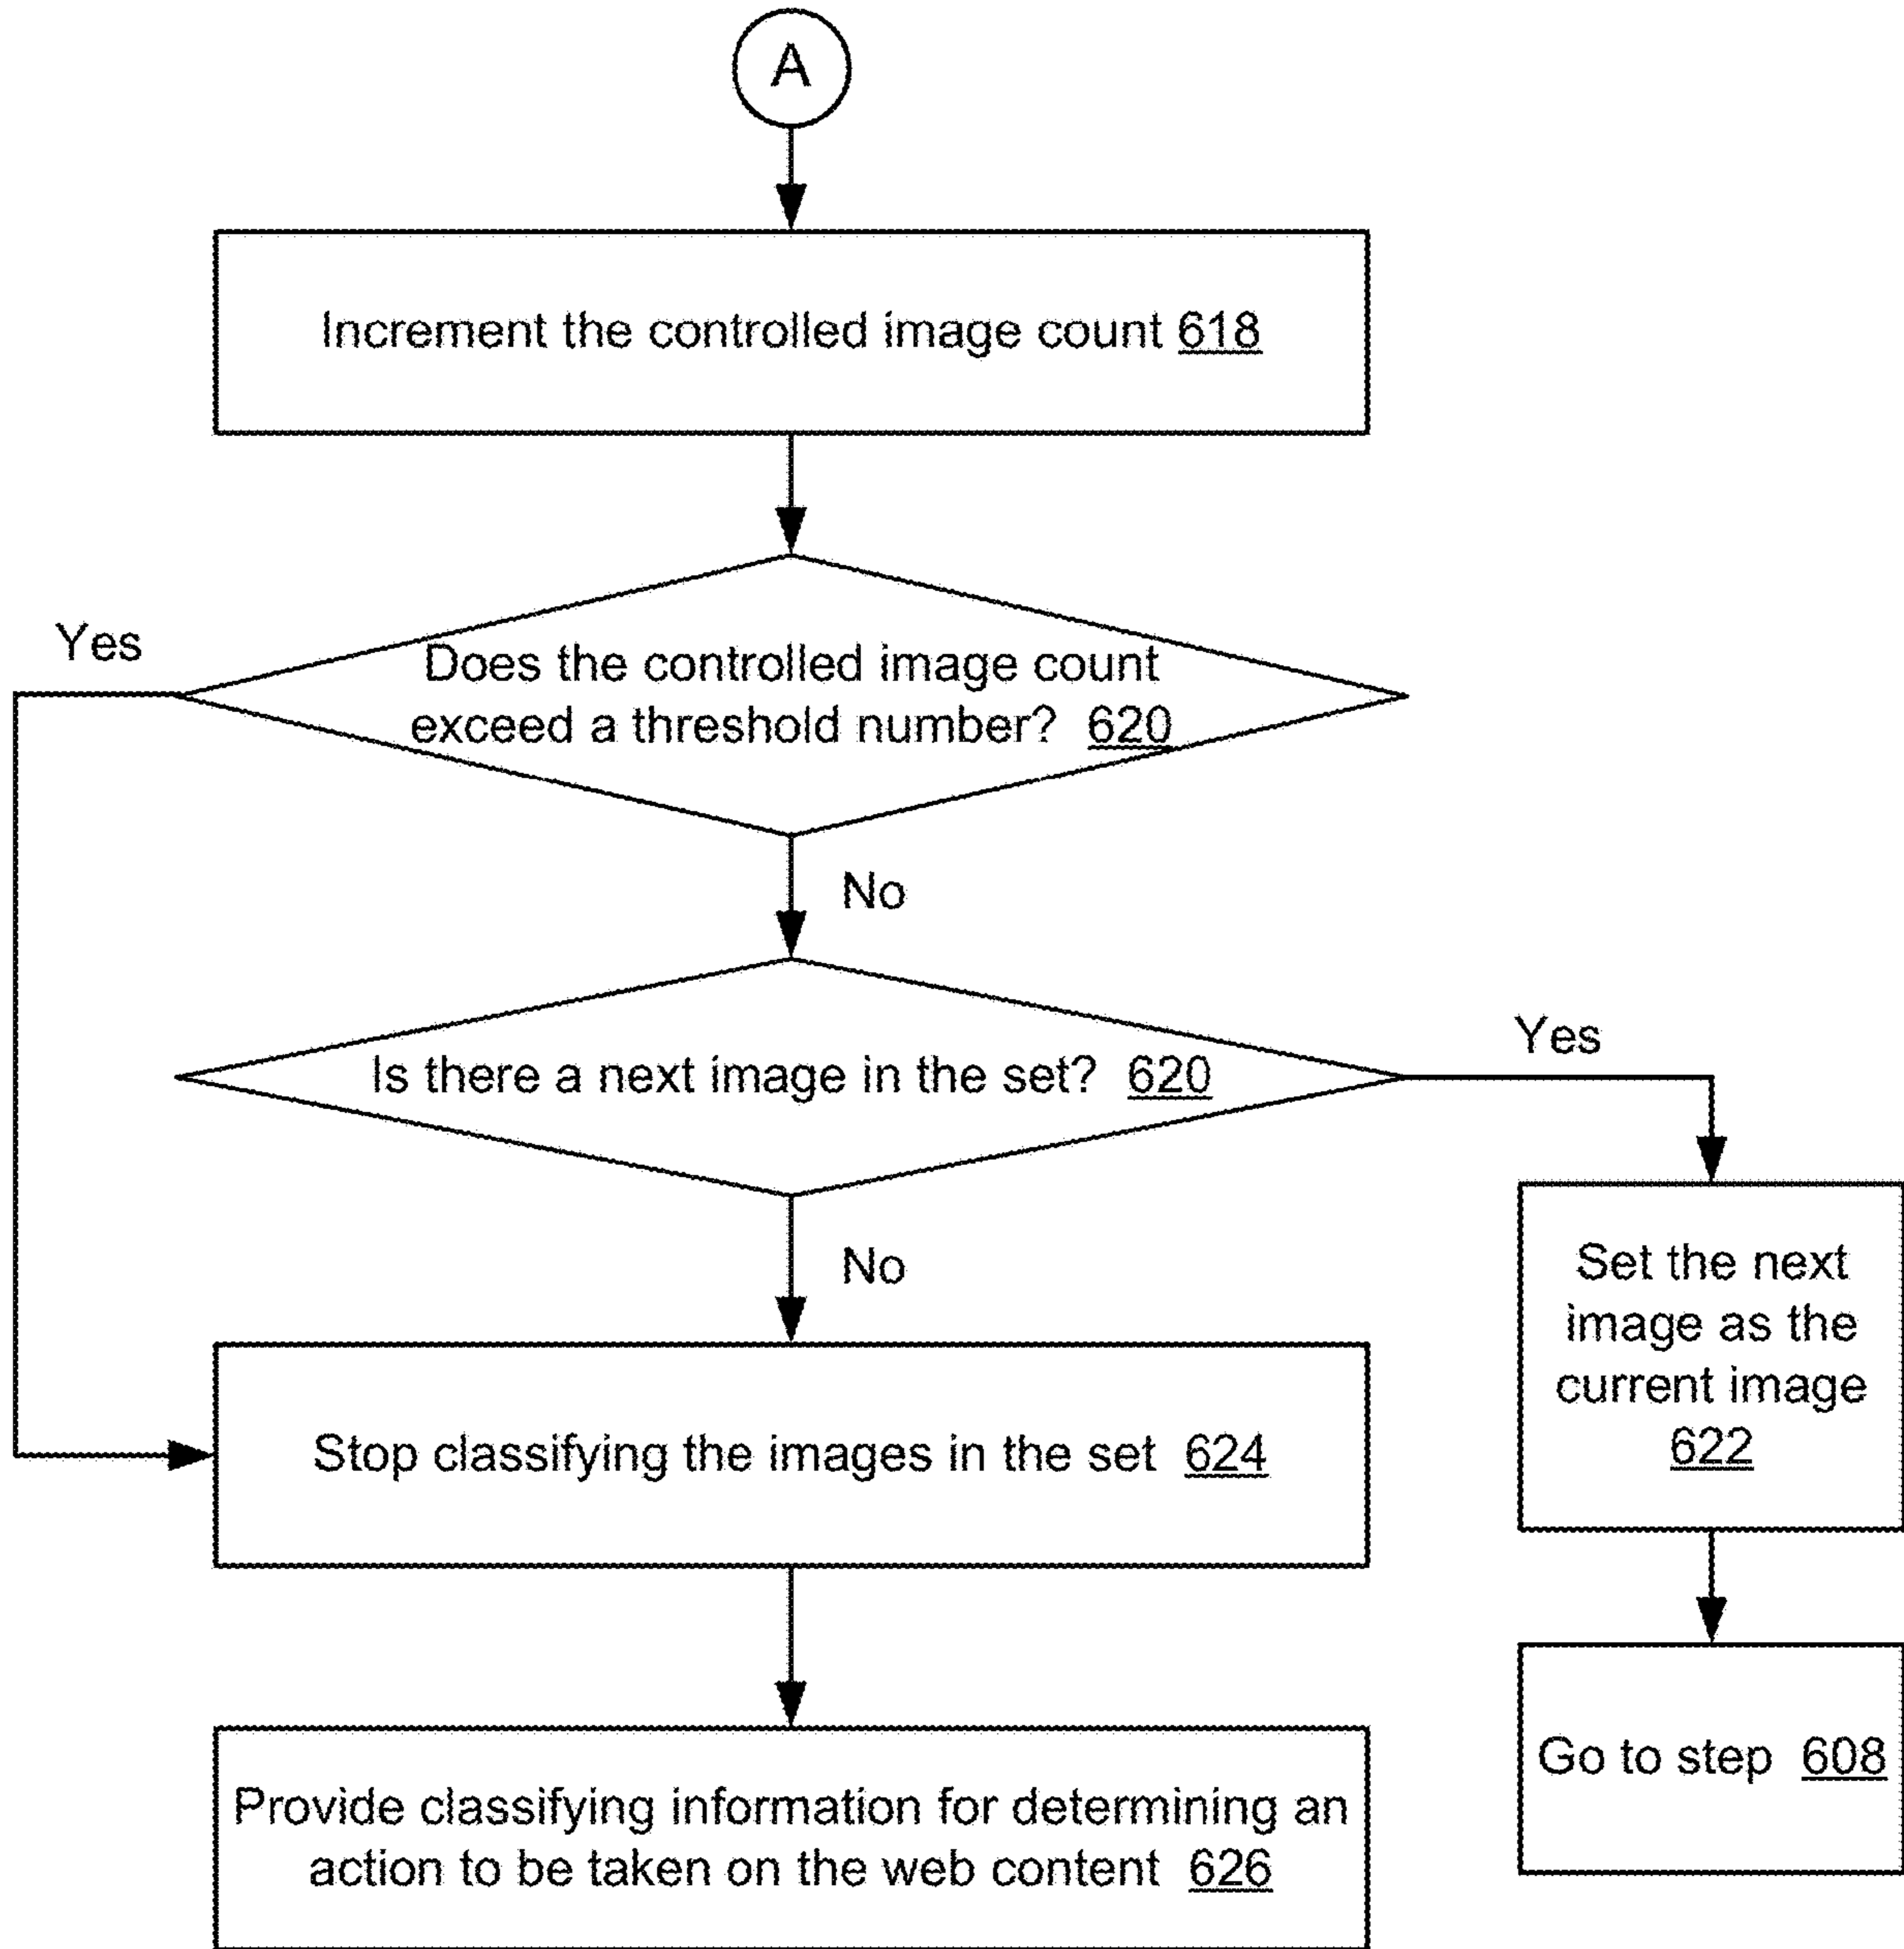 A
Increment the controlled image count 618
Yes
Does the controlled image count
exceed a threshold number? 620
No
Is there a next image in the set? 620
Yes
No
Set the next
image as the
current image
622
Stop classifying the images in the set 624
Go to step 608
Provide classifying information for determining an
action to be taken on the web content 626